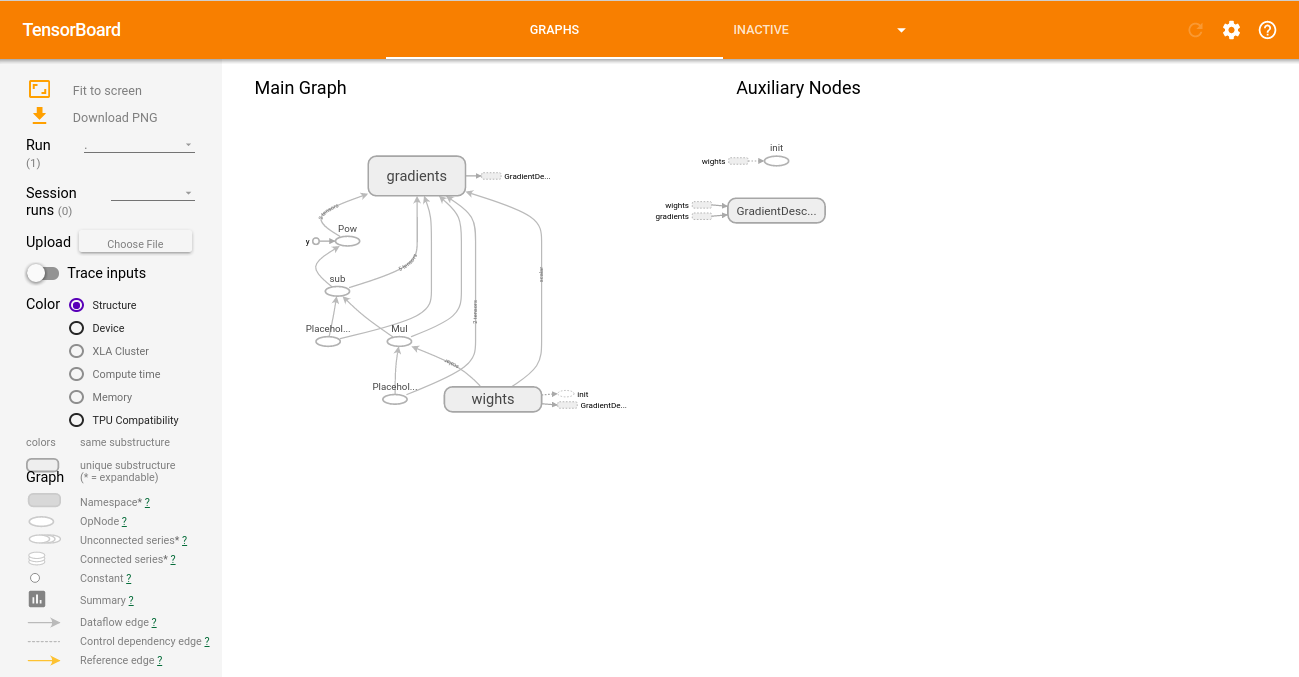 TensorBoard
GRAPHS
INACTIVE
Fit to screen
Download PNG
Run
(1)
.
Session
runs (0)
Upload
Choose File
Trace inputs
Color
Structure
Device
XLA Cluster
Compute time
Memory
TPU Compatibility
colors
same substructure
unique substructure
(* = expandable)
Graph
Namespace* ?
OpNode ?
Unconnected series* ?
Connected series* ?
Constant ?
Summary ?
Dataflow edge ?
Control dependency edge ?
Reference edge ?
Main Graph
gradients
GradientDe...
Pow
y
sub
Placehol...
Mul
Placehol...
wights
init
GradientDe...
Auxiliary Nodes
init
wights
wights
gradients
GradientDesc...